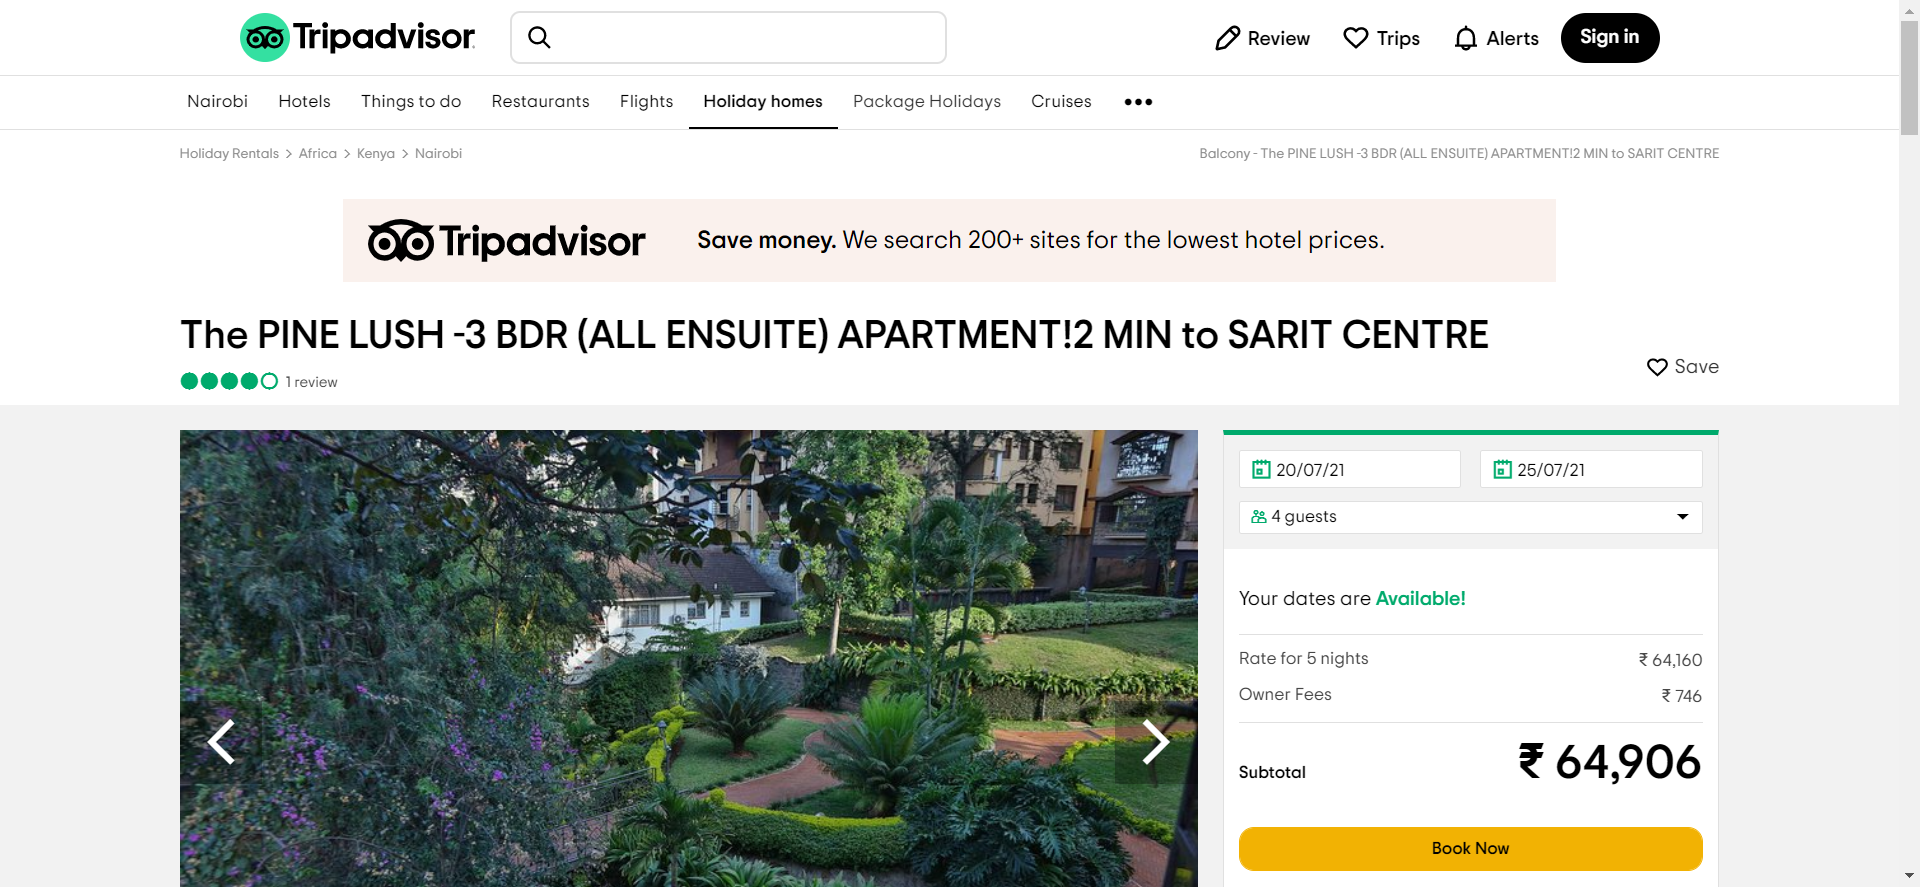 Tripadvisor
Review
Trips
Alerts
Sign in
Nairobi
Hotels
Things to do
Restaurants
Flights
Holiday homes
Package Holidays
Cruises
Holiday Rentals > Africa > Kenya > Nairobi
Balcony - The PINE LUSH -3 BDR (ALL ENSUITE) APARTMENT!2 MIN to SARIT CENTRE
Tripadvisor
Save money. We search 200+ sites for the lowest hotel prices.
The PINE LUSH -3 BDR (ALL ENSUITE) APARTMENT!2 MIN to SARIT CENTRE
1 review
Save
20/07/21
25/07/21
4 guests
Your dates are Available!
Rate for 5 nights
₹ 64,160
Owner Fees
₹ 746
Subtotal
₹ 64,906
Book Now